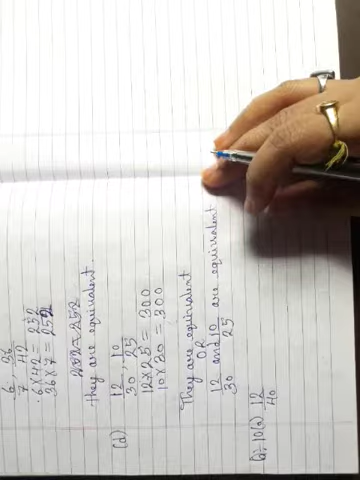 6/7, 36/42
6 x 42 = 252
36 x 7 = 252
252 = 252
they are equivalent.
(d) 12/30, 10/25
12 x 25 = 300
10 x 30 = 300
They are equivalent
OR
12/30 and 10/25 are equivalent
Q. 10(2) 12/40